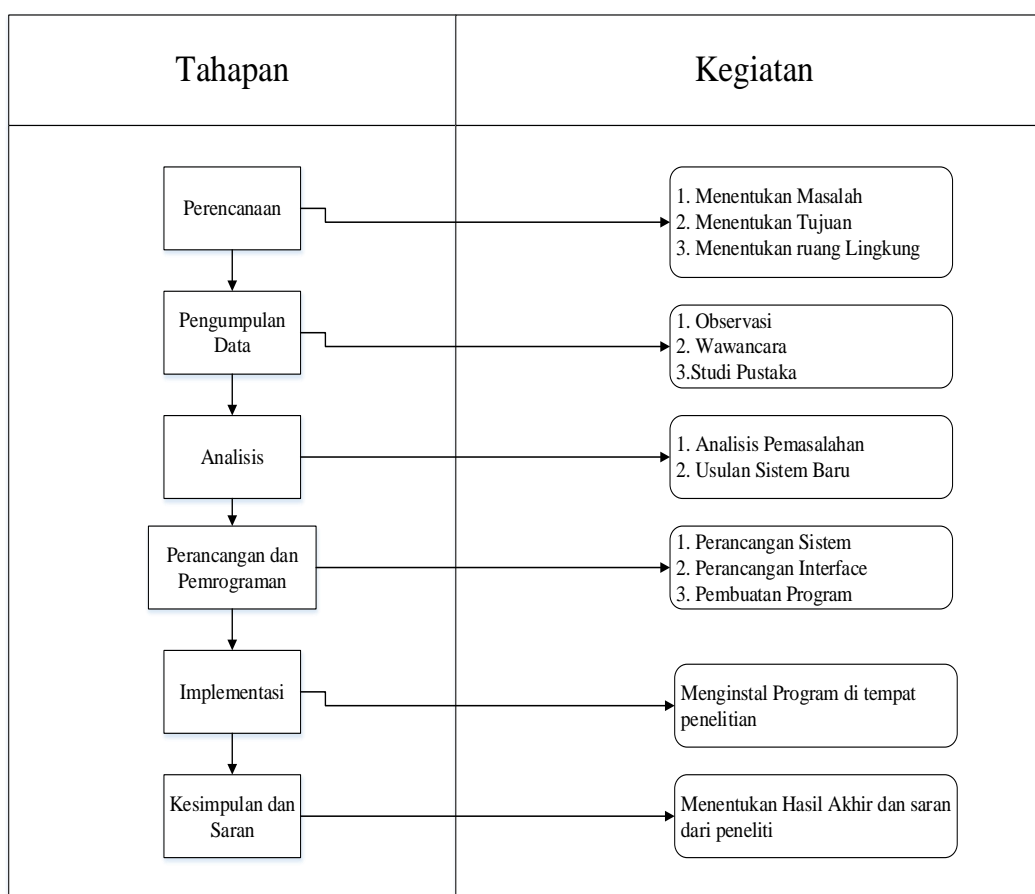 Tahapan
Kegiatan
Perencanaan
1. Menentukan Masalah
2. Menentukan Tujuan
3. Menentukan ruang Lingkung
Pengumpulan
Data
1. Observasi
2. Wawancara
3.Studi Pustaka
Analisis
1. Analisis Pemasalahan
2. Usulan Sistem Baru
Perancangan dan
Pemrograman
1. Perancangan Sistem
2. Perancangan Interface
3. Pembuatan Program
Implementasi
Menginstal Program di tempat
penelitian
Kesimpulan dan
Saran
Menentukan Hasil Akhir dan saran
dari peneliti